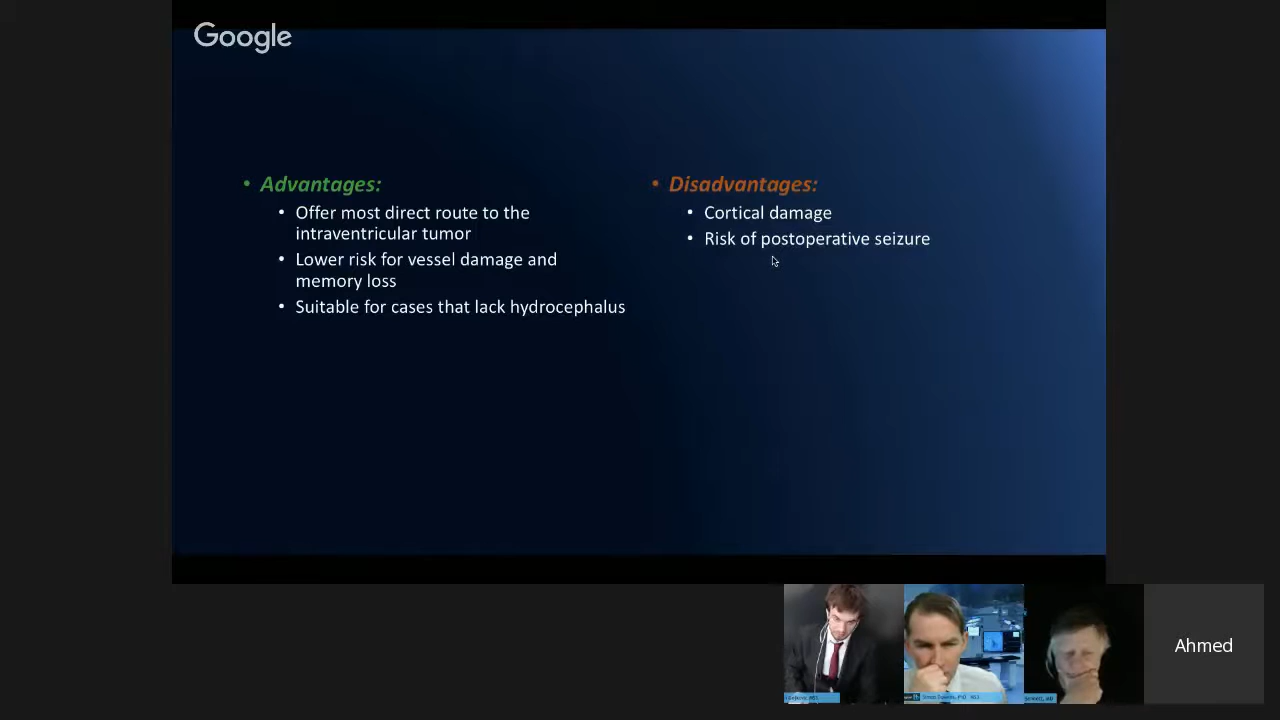 Google
• Advantages:
• Offer most direct route to the
intraventricular tumor
• Lower risk for vessel damage and
memory loss
• Suitable for cases that lack hydrocephalus
• Disadvantages:
• Cortical damage
• Risk of postoperative seizure
Ahmed